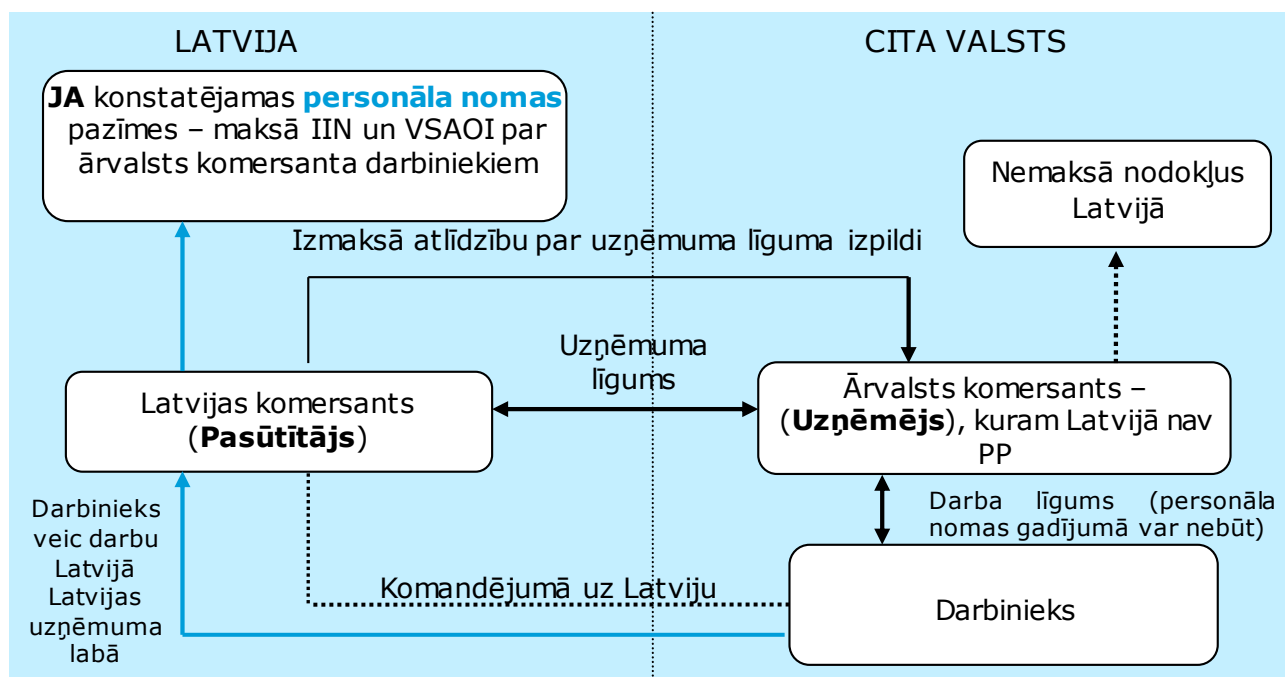 LATVIJA
CITA VALSTS
JA konstatējamas personāla nomas
pazīmes – maksā IIN un VSAOI par
ārvalsts komersanta darbiniekiem
Nemaksā nodokļus
Latvijā
Izmaksā atlīdzību par uzņēmuma līguma izpildi
Uzņēmuma
līgums
Latvijas komersants
(Pasūtītājs)
Ārvalsts komersants –
(Uzņēmējs), kuram Latvijā nav
PP
Darbinieks
veic darbu
Latvijā
Latvijas
uzņēmuma
labā
Darba līgums (personāla
nomas gadījumā var nebūt)
Komandējumā uz Latviju
Darbinieks